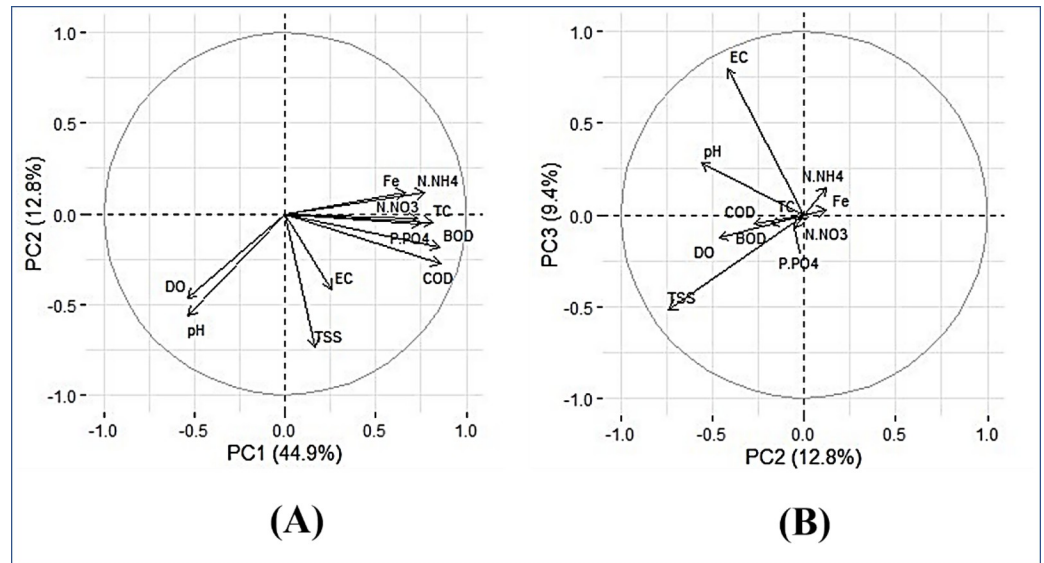 1.0
0.5
0.0
-0.5
-1.0
PC2 (12.8%)
Fe
N.NH4
N.NO3
TC
P.PO4
BOD
COD
EC
TSS
DO
pH
-1.0 -0.5 0.0 0.5 1.0
PC1 (44.9%)
(A)
1.0
0.5
0.0
-0.5
-1.0
PC3 (9.4%)
EC
pH
N.NH4
Fe
TC
COD
N.NO3
BOD
DO
P.PO4
TSS
-1.0 -0.5 0.0 0.5 1.0
PC2 (12.8%)
(B)